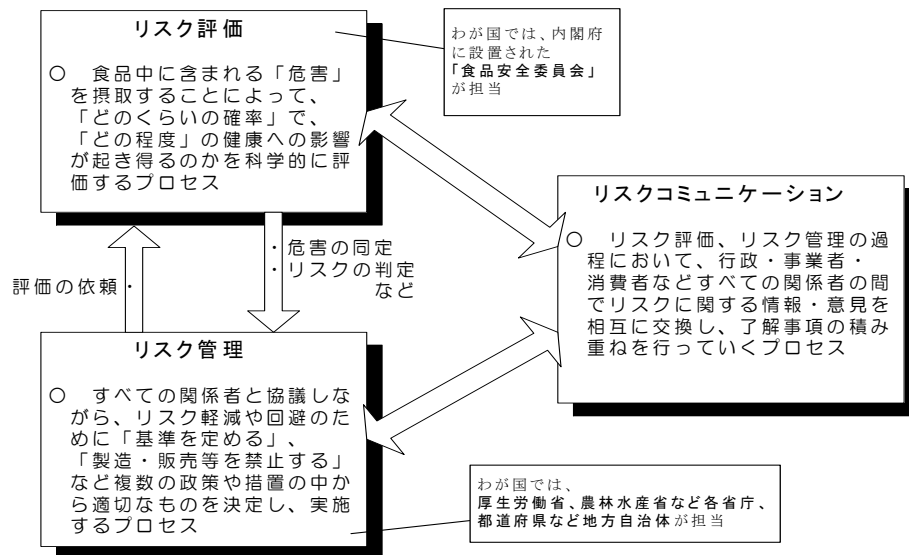 リスク評価
○　食品中に含まれる「危害」
を摂取することによって、
「どのくらいの確率」で、
「どの程度」の健康への影響
が起き得るのかを科学的に評
価するプロセス
わが国では、内閣府
に設置された
「食品安全委員会」
が担当
リスクコミュニケーション
○　リスク評価、リスク管理の過
程において、行政・事業者・
消費者などすべての関係者の間
でリスクに関する情報・意見を
相互に交換し、了解事項の積み
重ねを行っていくプロセス
評価の依頼・
・危害の同定
・リスクの判定
など
リスク管理
○　すべての関係者と協議しな
がら、リスク軽減や回避のた
めに「基準を定める」、
「製造・販売等を禁止する」
など複数の政策や措置の中か
ら適切なものを決定し、実施
するプロセス
わが国では、
厚生労働省、農林水産省など各省庁、
都道府県など地方自治体が担当